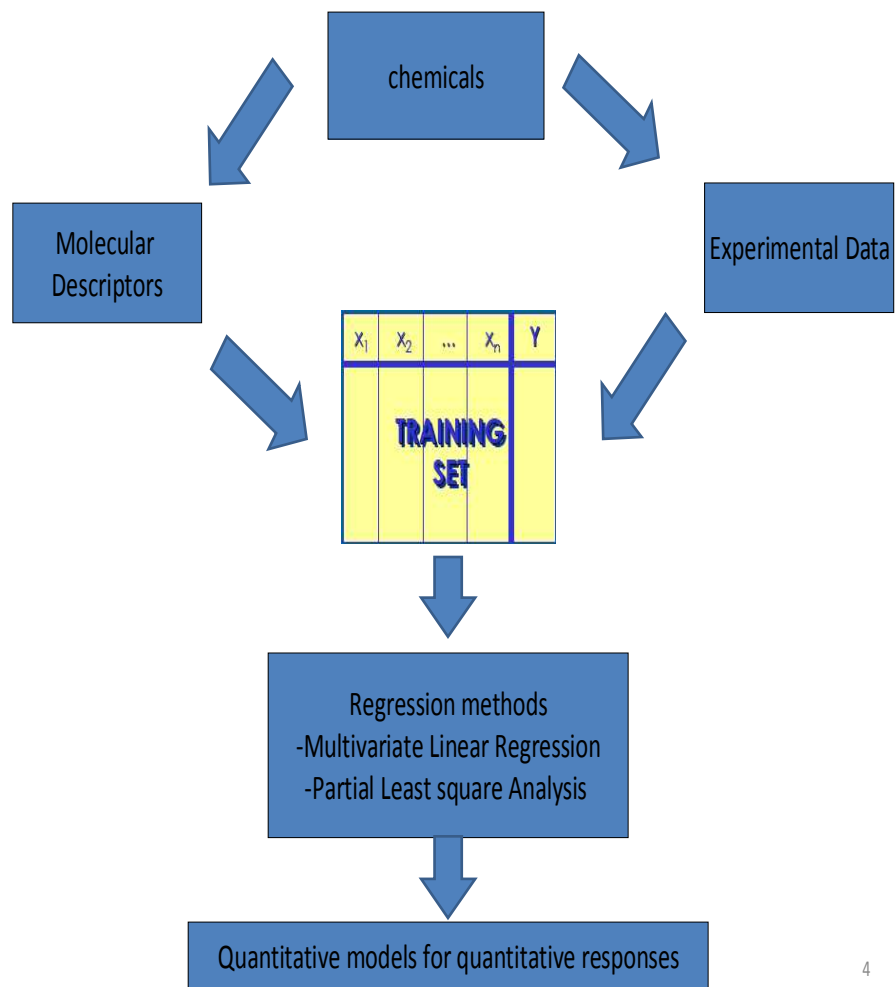 chemicals
Molecular
Descriptors
Experimental Data
X₁ X₂ ... Xₙ Y
TRAINING
SET
Regression methods
-Multivariate Linear Regression
-Partial Least square Analysis
Quantitative models for quantitative responses
4